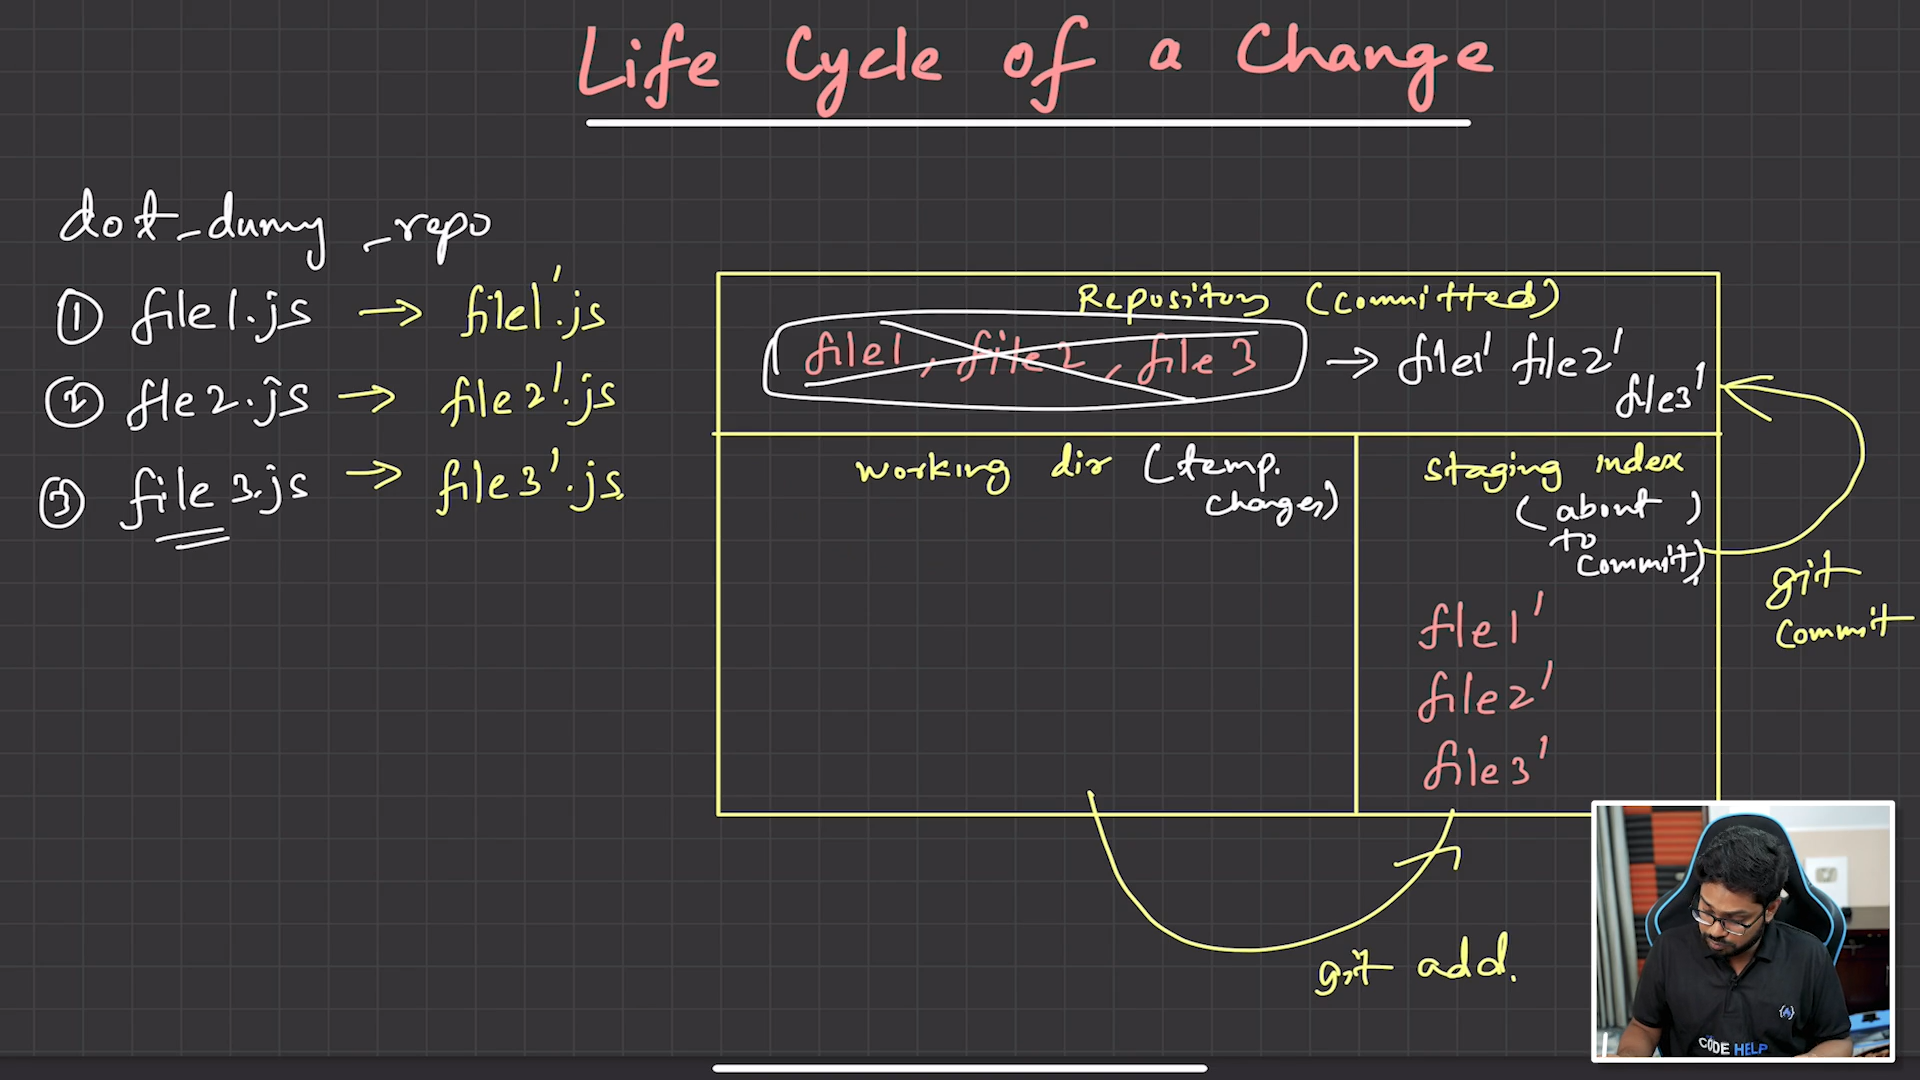 Life Cycle of a Change
dot_dumy_repo
① file1.js → file1'.js
② fle2.js → file2'.js
③ file3.js → file3'.js
Repository (committed)
file1, file2, file3 → file1' file2'
file3'
working dir (temp.
changes)
staging index
(about )
to
commit)
git
commit
fle1'
file2'
file3'
git add.
CODE HELP